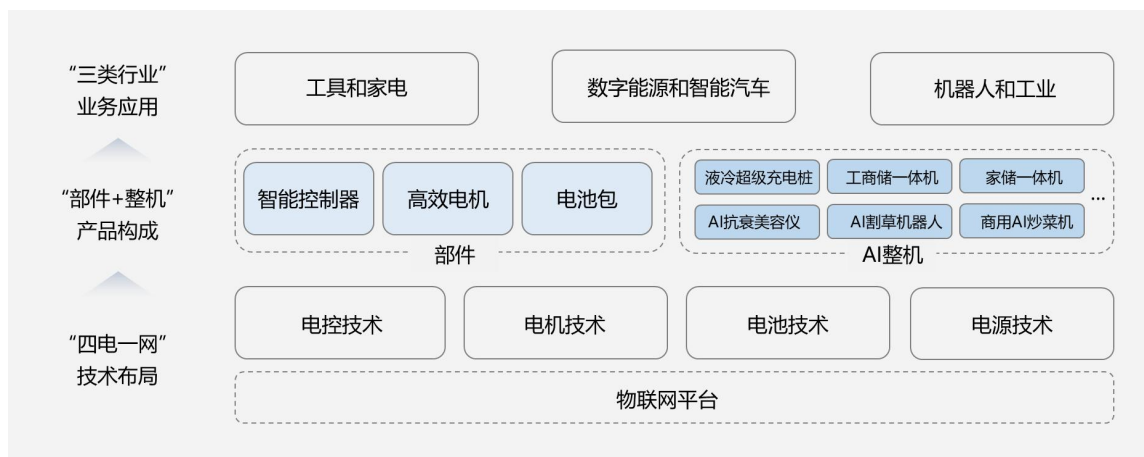 “三类行业”
业务应用
工具和家电
数字能源和智能汽车
机器人和工业
“部件+整机”
产品构成
智能控制器
高效电机
电池包
部件
液冷超级充电桩
工商储一体机
家储一体机
AI抗衰美容仪
AI割草机器人
商用AI炒菜机
...
AI整机
“四电一网”
技术布局
电控技术
电机技术
电池技术
电源技术
物联网平台